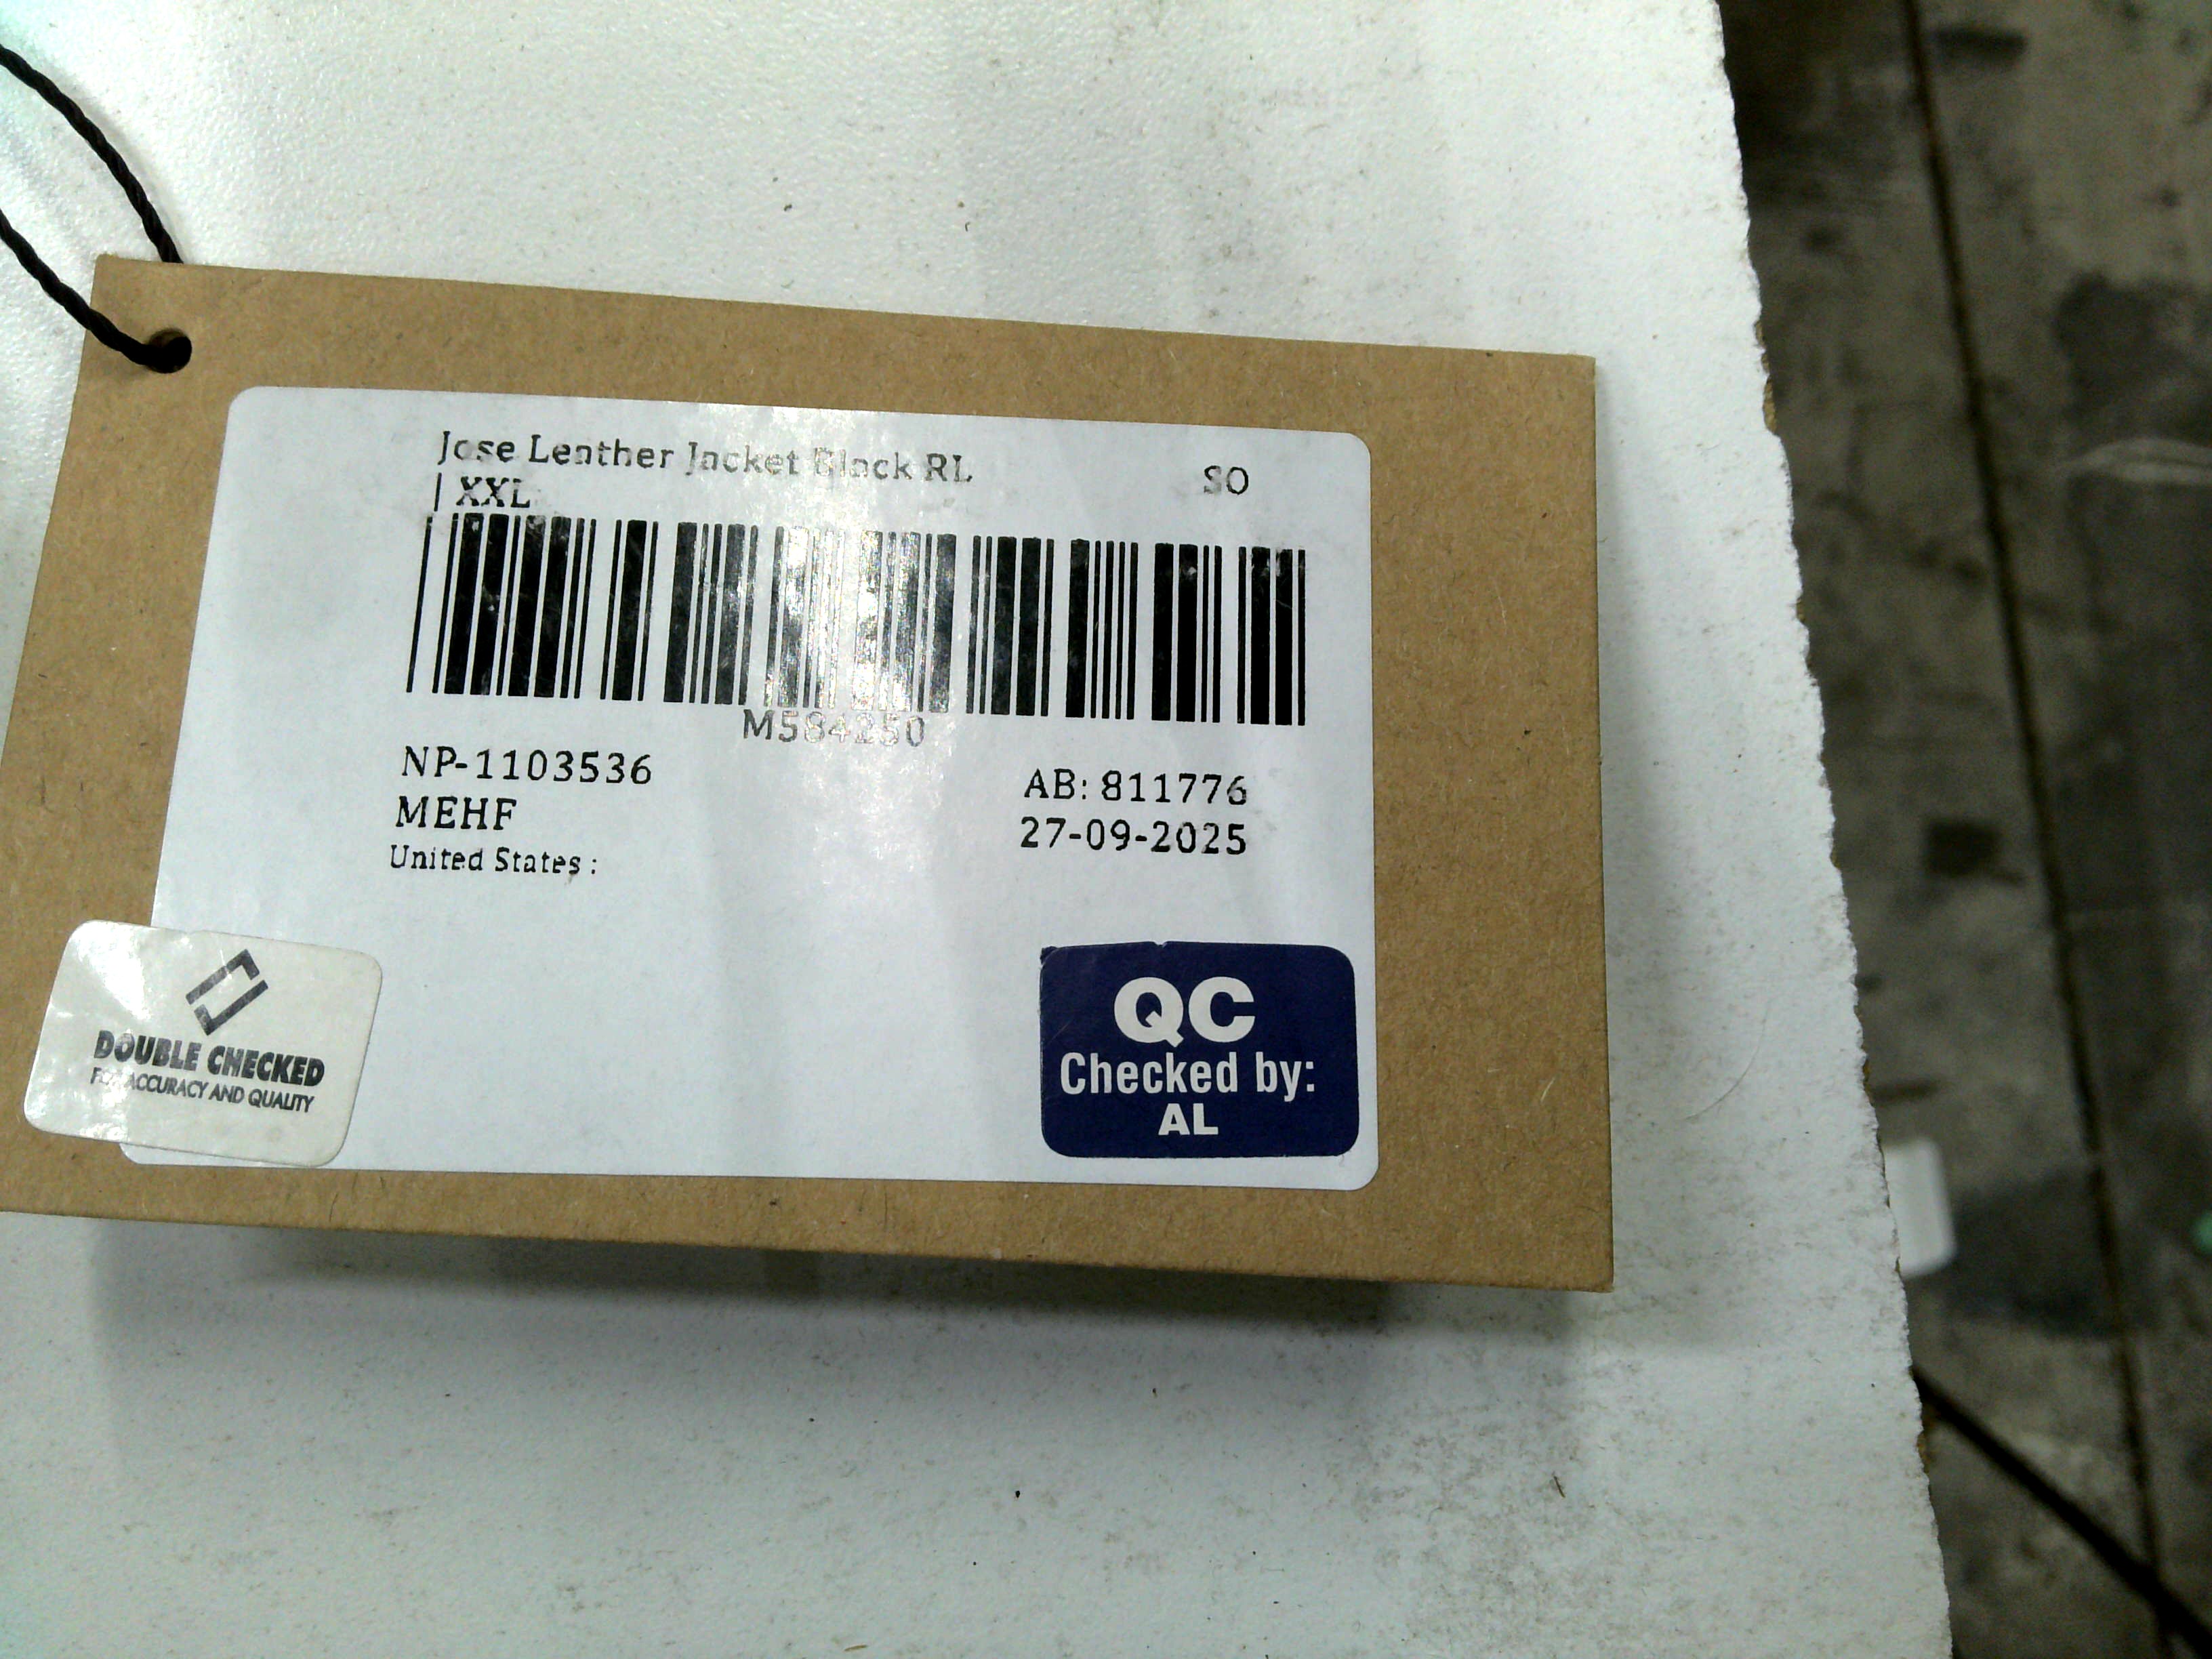 Jose Leather Jacket Black RL
| XXL
SO
M584250
NP-1103536
MEHF
United States :
AB: 811776
27-09-2025
DOUBLE CHECKED
FOR ACCURACY AND QUALITY
QC
Checked by:
AL